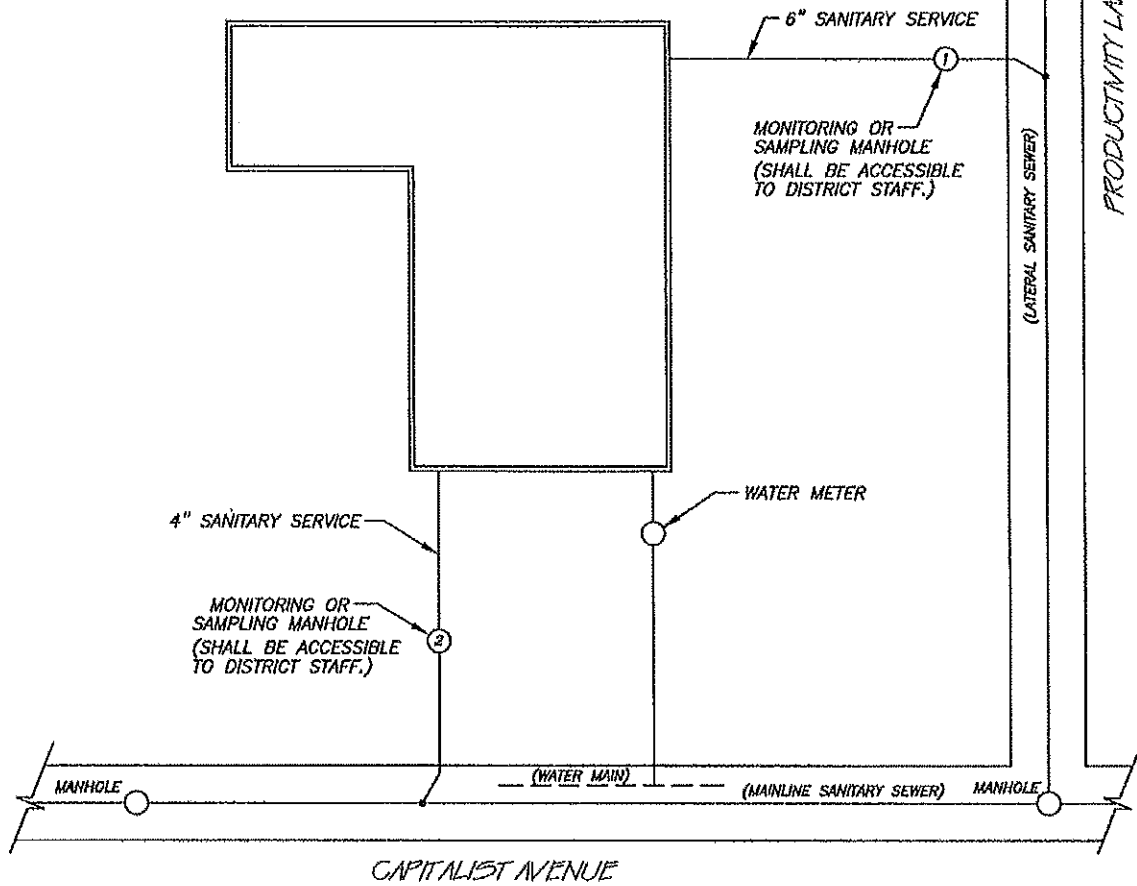 6" SANITARY SERVICE
1
MONITORING OR
SAMPLING MANHOLE
(SHALL BE ACCESSIBLE
TO DISTRICT STAFF.)
(LATERAL SANITARY SEWER)
PRODUCTIVITY
WATER METER
4" SANITARY SERVICE
MONITORING OR
SAMPLING MANHOLE
(SHALL BE ACCESSIBLE
TO DISTRICT STAFF.)
2
MANHOLE
(WATER MAIN)
(MAINLINE SANITARY SEWER)
MANHOLE
CAPITALIST AVENUE